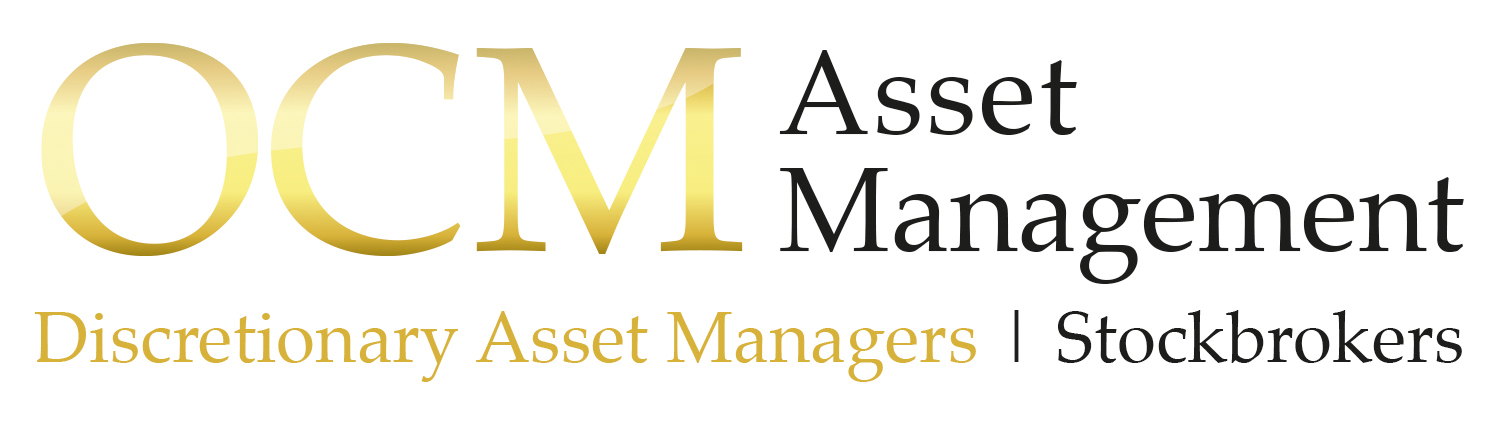 OCM Asset
Management
Discretionary Asset Managers | Stockbrokers